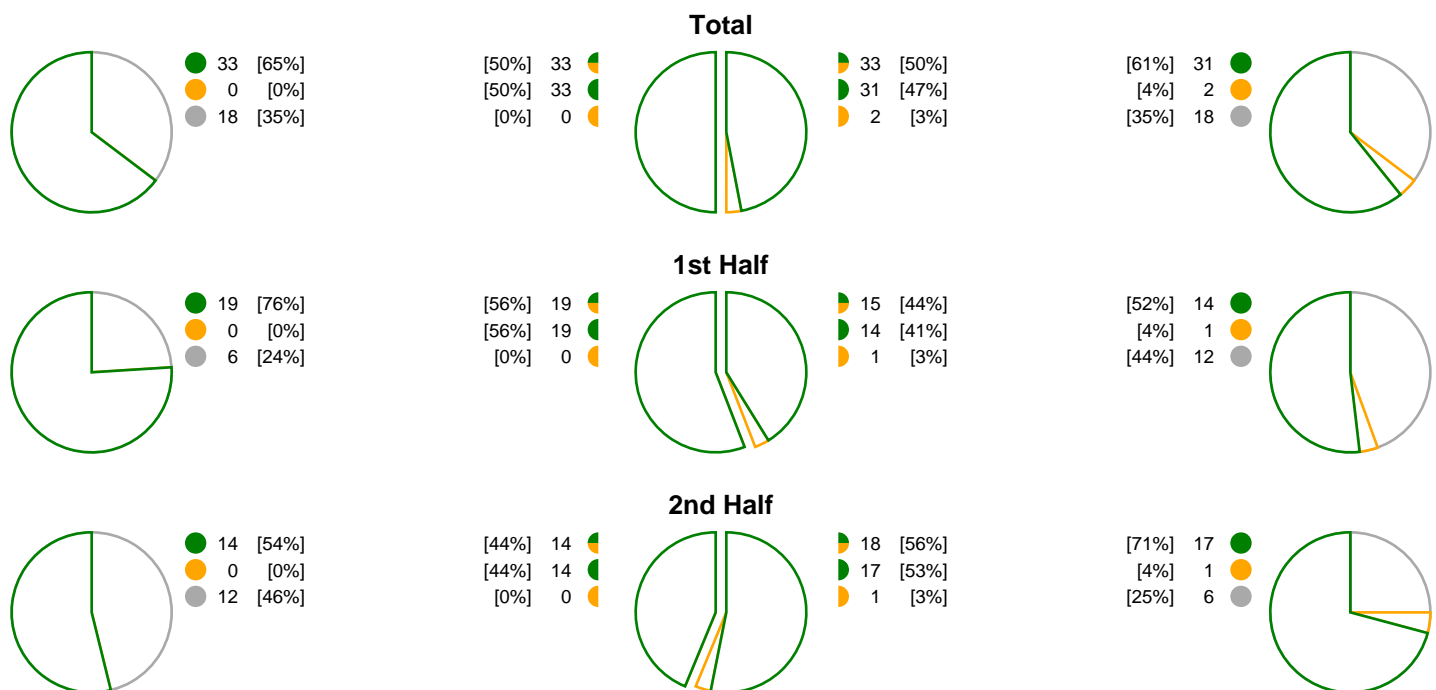 Total
33 [65%] [50%] 33 33 [50%] [61%] 31
0 [0%] [50%] 33 31 [47%] [4%] 2
18 [35%] [0%] 0 2 [3%] [35%] 18
1st Half
19 [76%] [56%] 19 15 [44%] [52%] 14
0 [0%] [56%] 19 14 [41%] [4%] 1
6 [24%] [0%] 0 1 [3%] [44%] 12
2nd Half
14 [54%] [44%] 14 18 [56%] [71%] 17
0 [0%] [44%] 14 17 [53%] [4%] 1
12 [46%] [0%] 0 1 [3%] [25%] 6